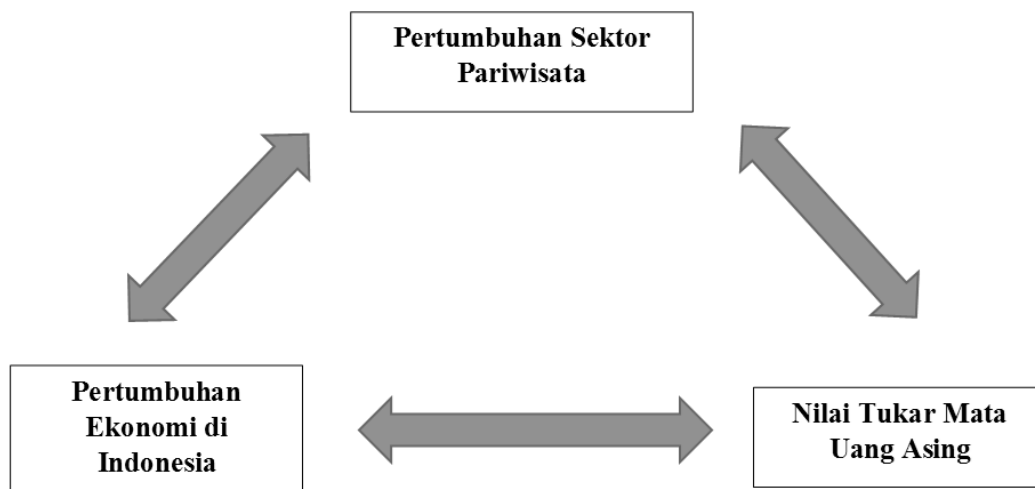 Pertumbuhan Sektor
Pariwisata
Pertumbuhan
Ekonomi di
Indonesia
Nilai Tukar Mata
Uang Asing